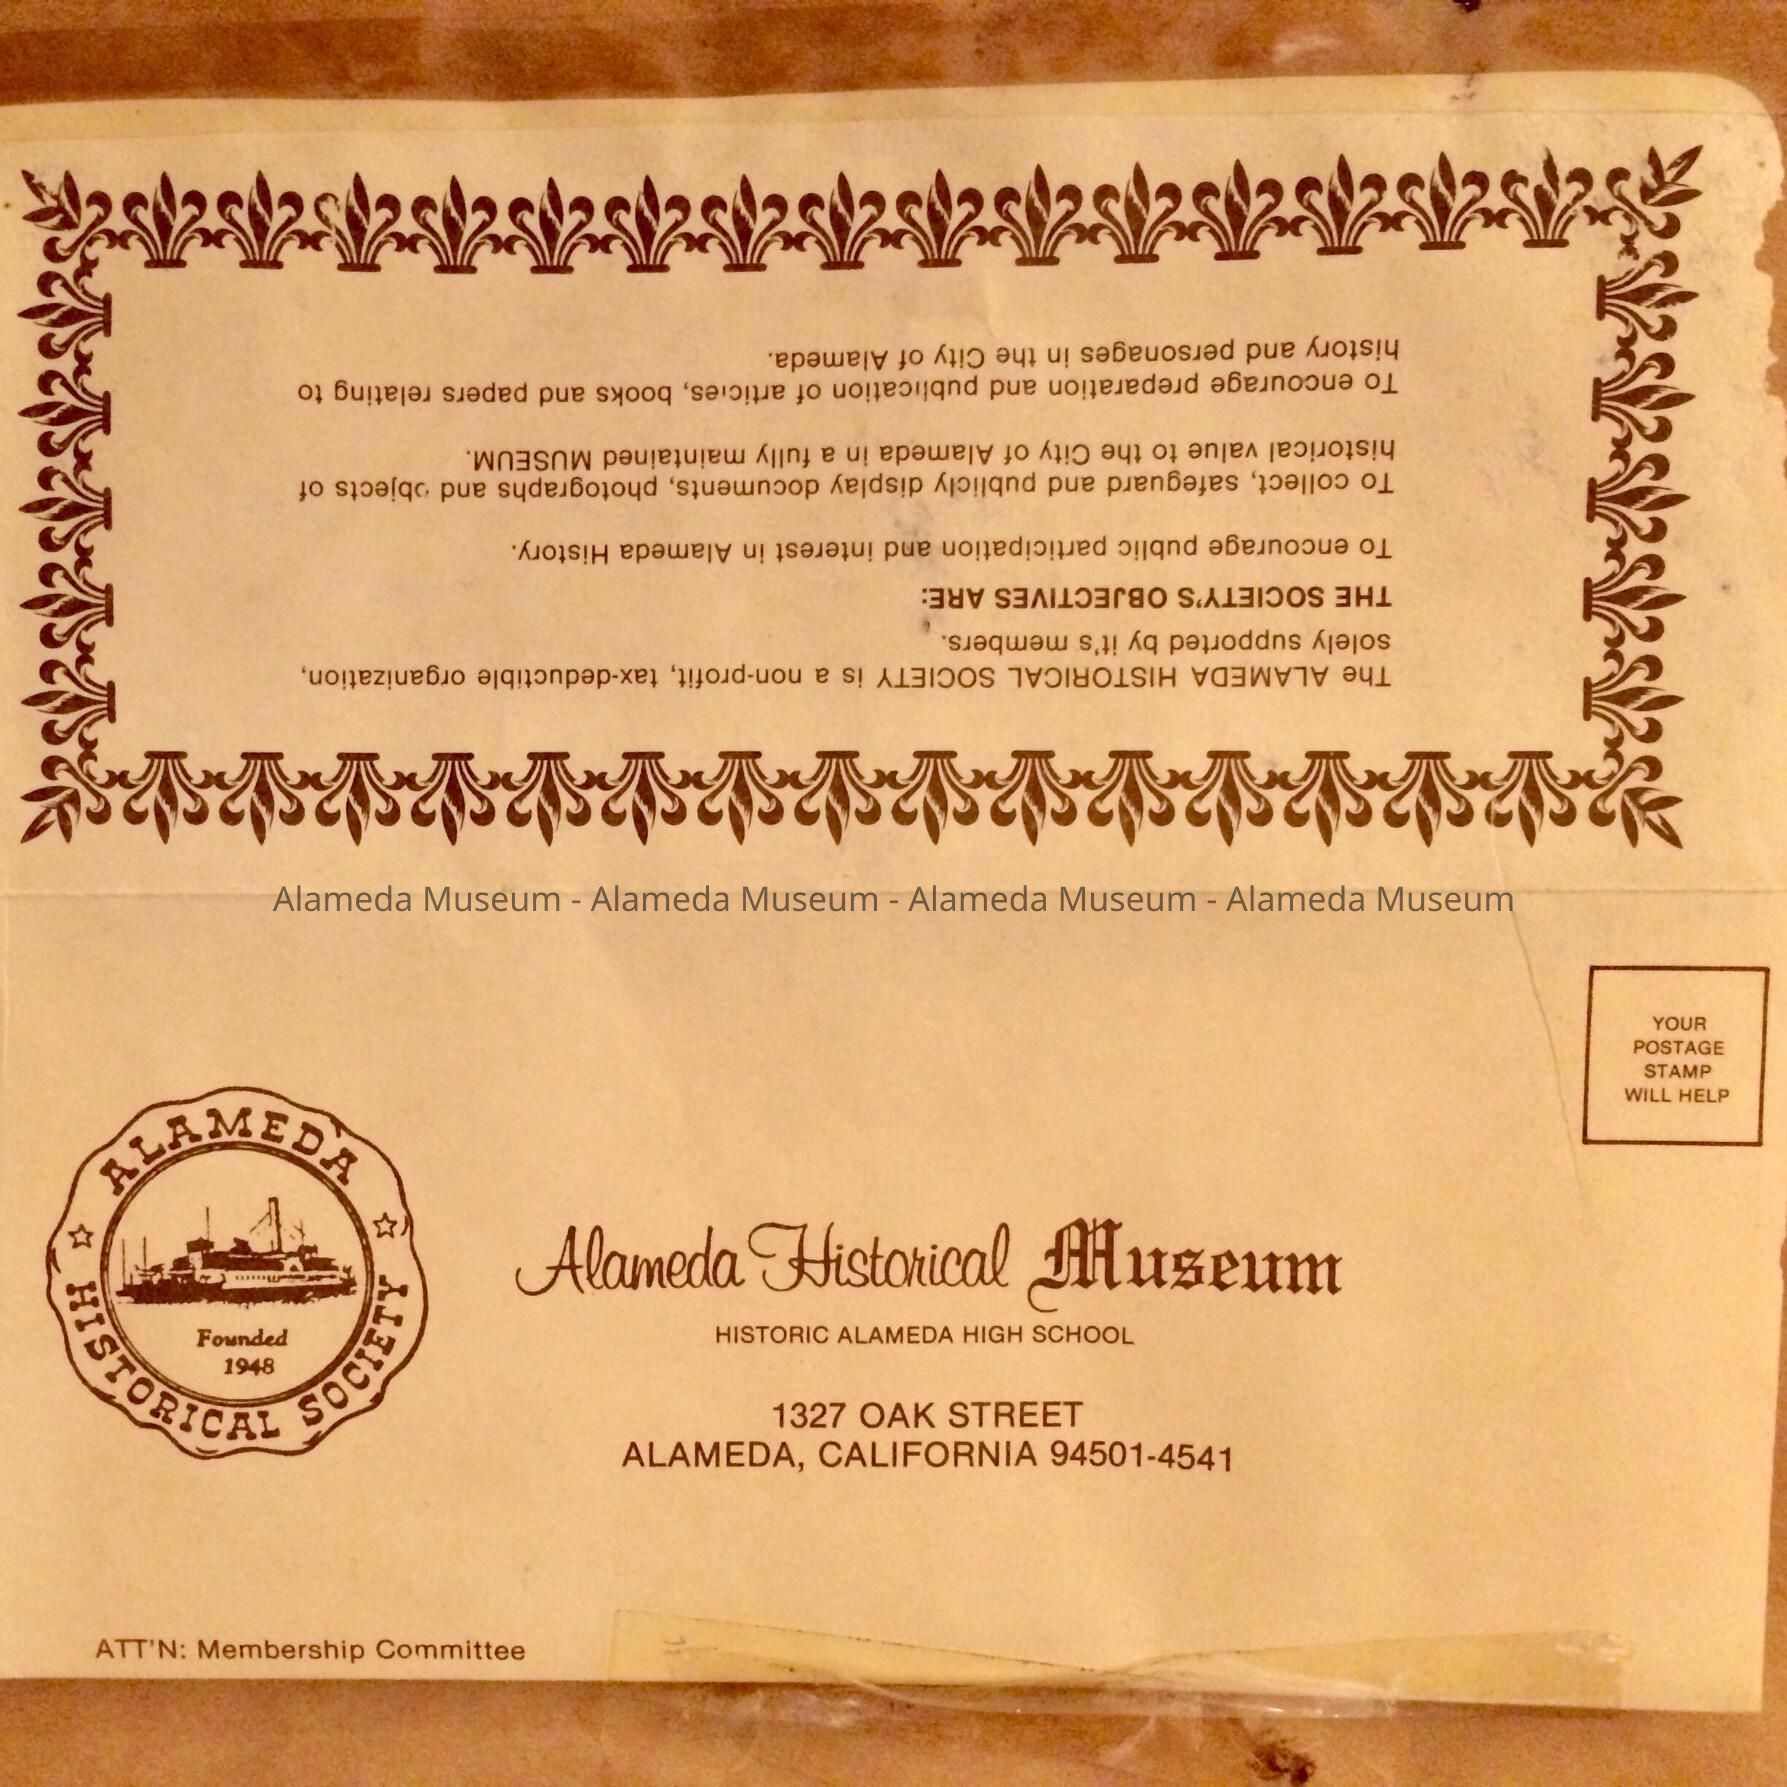 The ALAMEDA HISTORICAL SOCIETY is a non-profit, tax-deductible organization,
solely supported by it's members.
THE SOCIETY'S OBJECTIVES ARE:
To encourage public participation and interest in Alameda History.
To collect, safeguard and publicly display documents, photographs and objects of
historical value to the City of Alameda in a fully maintained MUSEUM.
To encourage preparation and publication of articles, books and papers relating to
history and personages in the City of Alameda.
Alameda Museum - Alameda Museum - Alameda Museum - Alameda Museum
YOUR
POSTAGE
STAMP
WILL HELP
ALAMEDA
HISTORICAL SOCIETY
Founded
1948
Alameda Historical Museum
HISTORIC ALAMEDA HIGH SCHOOL
1327 OAK STREET
ALAMEDA, CALIFORNIA 94501-4541
ATT'N: Membership Committee